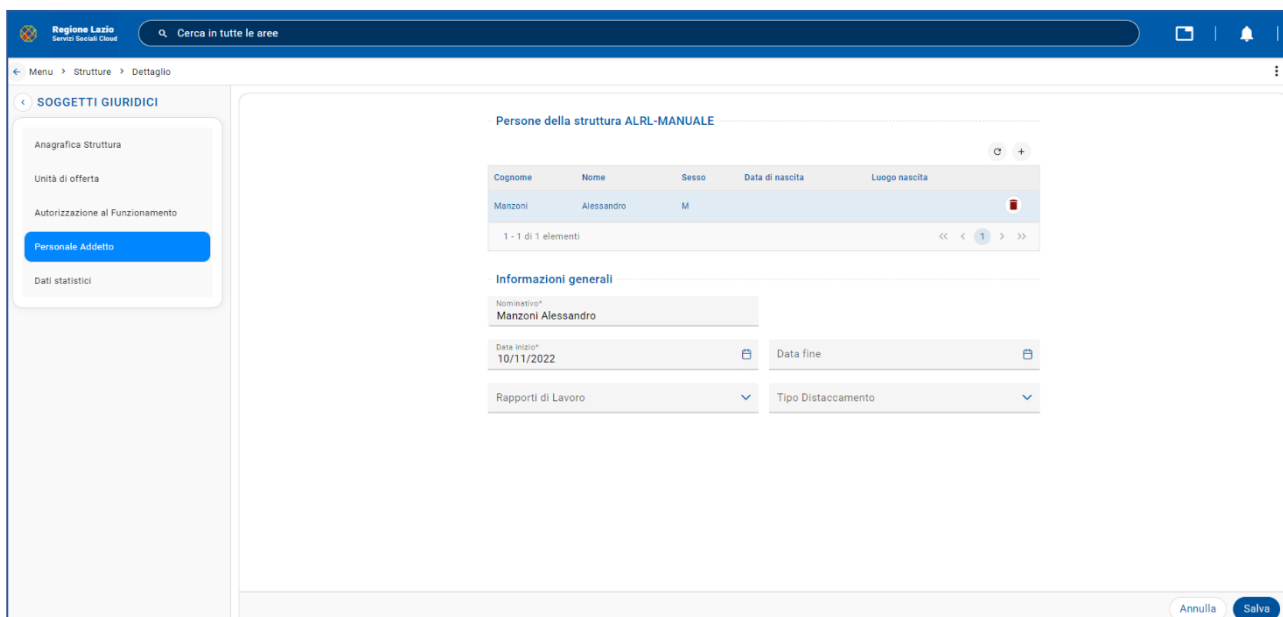 Regione Lazio
Servizi Sociali Cloud
Cerca in tutte le aree
Menu > Strutture > Dettaglio
SOGGETTI GIURIDICI
Anagrafica Struttura
Unità di offerta
Autorizzazione al Funzionamento
Personale Addetto
Dati statistici
Persone della struttura ALRL-MANUALE
Cognome Nome Sesso Data di nascita Luogo nascita
Manzoni Alessandro M
1 - 1 di 1 elementi << < 1 > >>
Informazioni generali
Nominativo*
Manzoni Alessandro
Data inizio*
10/11/2022
Data fine
Rapporti di Lavoro
Tipo Distaccamento
Annulla Salva